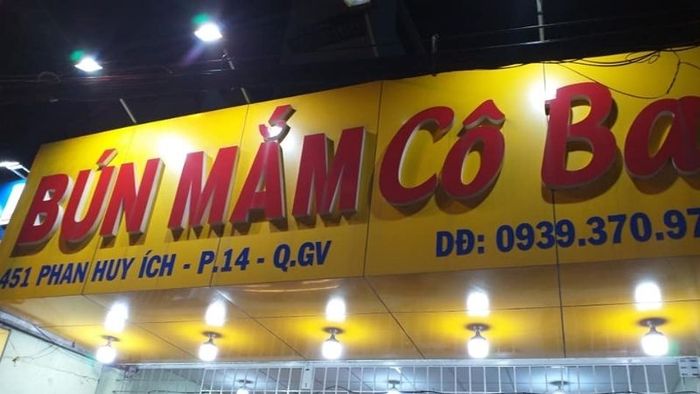 BÚN MẮM Cô Ba
451 PHAN HUY ÍCH - P.14 - Q.GV
DĐ: 0939.370.97